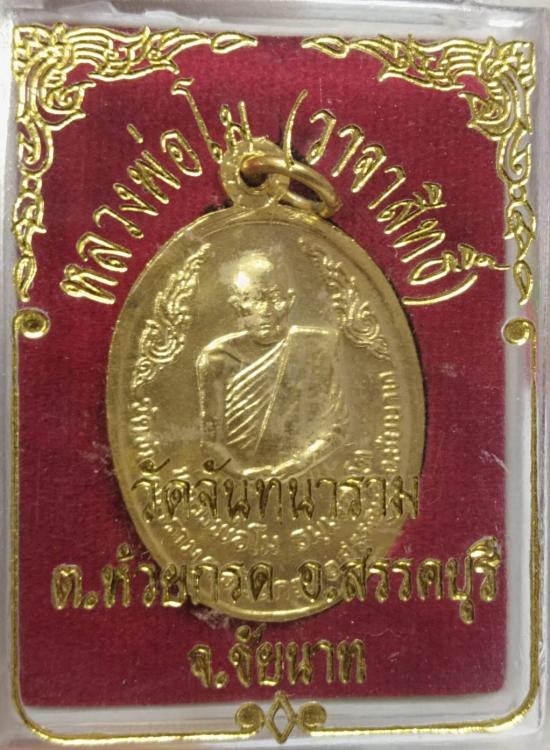 หลวงพ่อโม (วาจาสิทธิ์)
วัดจันทนาราม
ต.ห้วยกรด อ.สรรคบุรี
จ.ชัยนาท